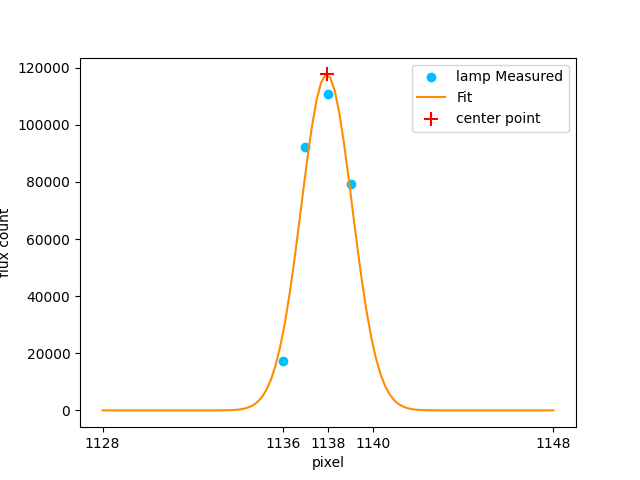 120000
100000
80000
60000
40000
20000
0
flux count
lamp Measured
Fit
center point
1128 1136 1138 1140 1148
pixel